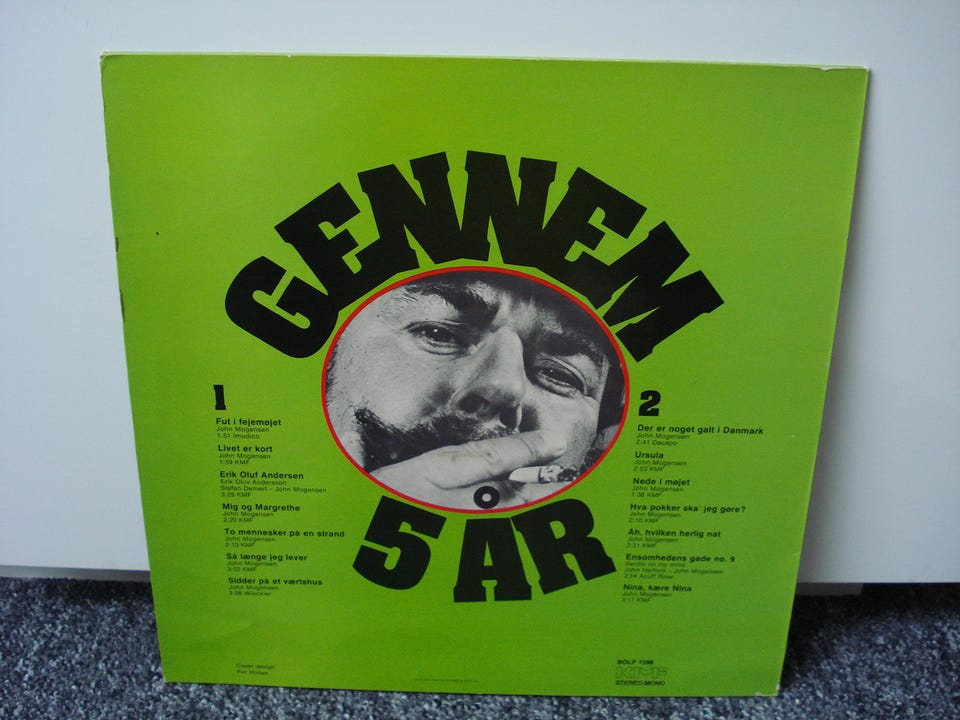 GENNEM
5 ÅR
1
Fut i fejemøjet
John Mogensen
1:51 Imudico
Livet er kort
John Mogensen
1:59 KMF
Erik Oluf Andersen
Erik Olov Andersson
Stefan Demert - John Mogensen
3:29 KMF
Mig og Margrethe
John Mogensen
2:20 KMF
To mennesker på en strand
John Mogensen
2:13 KMF
Så længe jeg lever
John Mogensen
3:02 KMF
Sidder på et værtshus
John Mogensen
3:08 Winckler
2
Der er noget galt i Danmark
John Mogensen
2:41 Dacapo
Ursula
John Mogensen
2:53 KMF
Nede i møjet
John Mogensen
1:38 KMF
Hva pokker ska' jeg gøre?
John Mogensen
2:10 KMF
Åh, hvilken herlig nat
John Mogensen
2:31 KMF
Ensomhedens gade no. 9
Gentle on my mind
John Harford - John Mogensen
2:54 Acuff Rose
Nina, kære Nina
John Mogensen
3:17 KMF
Cover design
Per Holten
BOLP 1398
KMF
STEREO/MONO